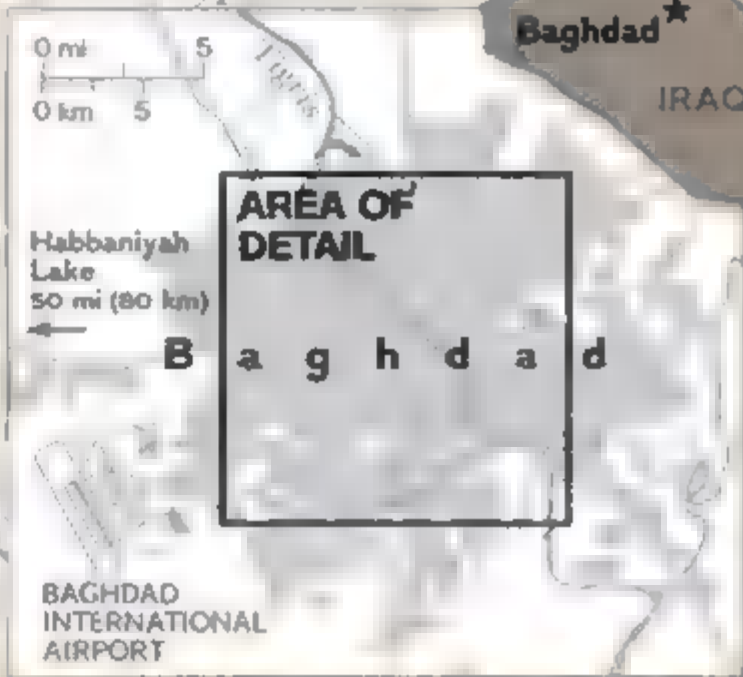 0 mi 5
0 km 5
Tigris
Baghdad
IRAQ
AREA OF
DETAIL
Habbaniyah
Lake
50 mi (80 km)
Baghdad
BAGHDAD
INTERNATIONAL
AIRPORT